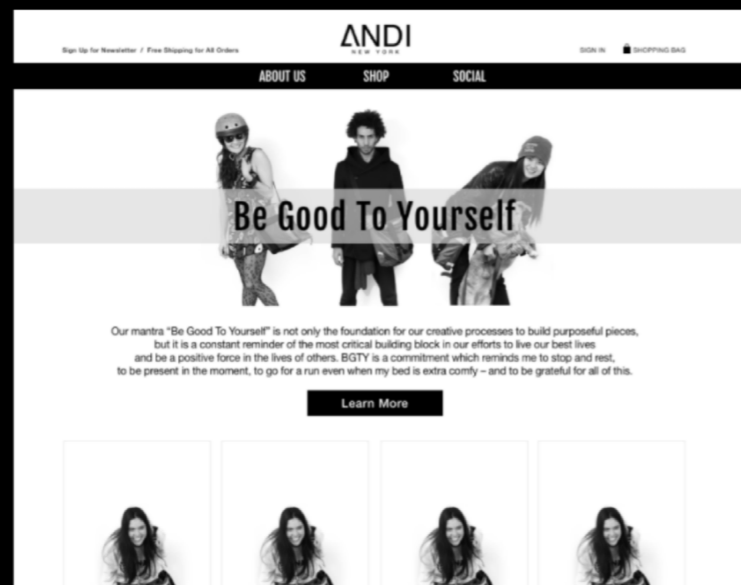 ANDI
NEW YORK
Sign Up for Newsletter / Free Shipping for All Orders
SIGN IN
SHOPPING BAG
ABOUT US
SHOP
SOCIAL
Be Good To Yourself
Our mantra “Be Good To Yourself” is not only the foundation for our creative processes to build purposeful pieces,
but it is a constant reminder of the most critical building block in our efforts to live our best lives
and be a positive force in the lives of others. BGTY is a commitment which reminds me to stop and rest,
to be present in the moment, to go for a run even when my bed is extra comfy – and to be grateful for all of this.
Learn More